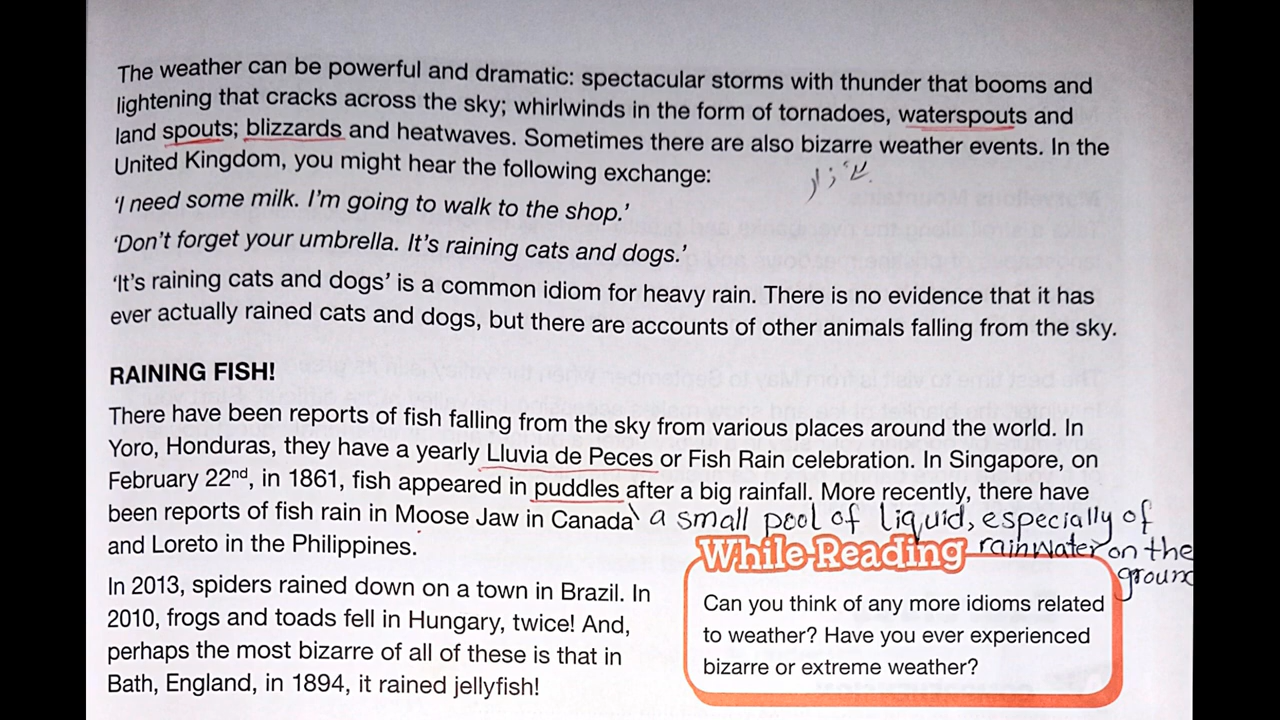 The weather can be powerful and dramatic: spectacular storms with thunder that booms and
lightening that cracks across the sky; whirlwinds in the form of tornadoes, waterspouts and
land spouts; blizzards and heatwaves. Sometimes there are also bizarre weather events. In the
United Kingdom, you might hear the following exchange:
'I need some milk. I'm going to walk to the shop.'
'Don't forget your umbrella. It's raining cats and dogs.'
'It's raining cats and dogs' is a common idiom for heavy rain. There is no evidence that it has
ever actually rained cats and dogs, but there are accounts of other animals falling from the sky.
RAINING FISH!
There have been reports of fish falling from the sky from various places around the world. In
Yoro, Honduras, they have a yearly Lluvia de Peces or Fish Rain celebration. In Singapore, on
February 22nd, in 1861, fish appeared in puddles after a big rainfall. More recently, there have
been reports of fish rain in Moose Jaw in Canada
and Loreto in the Philippines.
In 2013, spiders rained down on a town in Brazil. In
2010, frogs and toads fell in Hungary, twice! And,
perhaps the most bizarre of all of these is that in
Bath, England, in 1894, it rained jellyfish!
a small pool of liquid, especially of
rainwater on the
ground
While Reading
Can you think of any more idioms related
to weather? Have you ever experienced
bizarre or extreme weather?